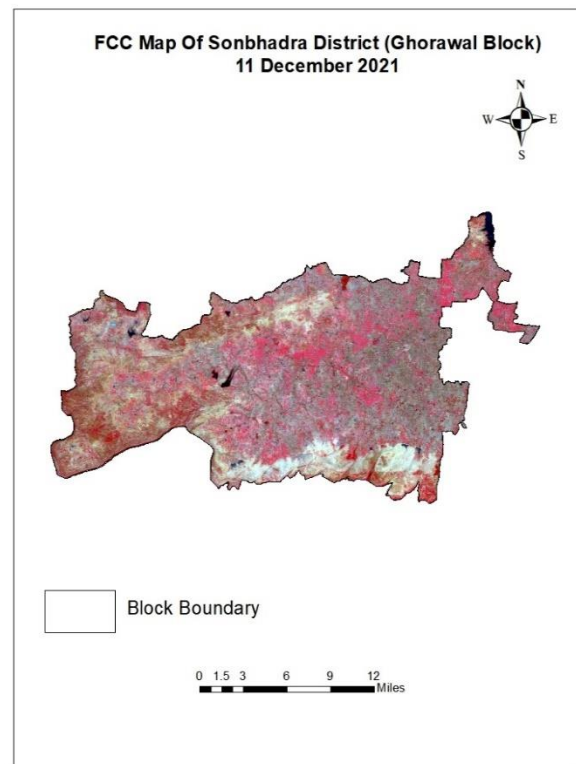 FCC Map Of Sonbhadra District (Ghorawal Block)
11 December 2021
N
W E
S
Block Boundary
0 1.5 3 6 9 12
Miles